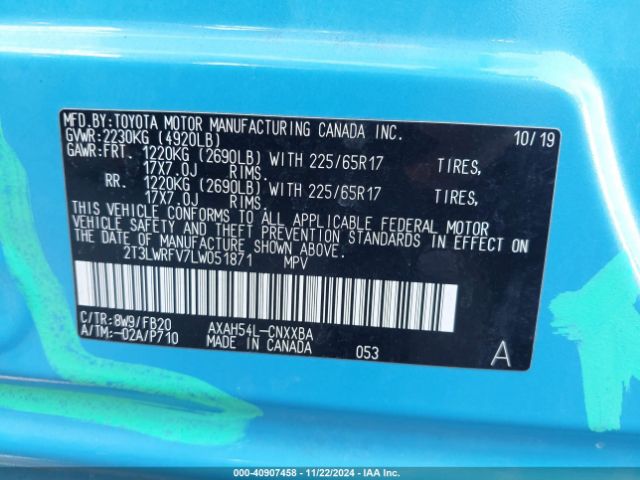 MFD.BY:TOYOTA MOTOR MANUFACTURING CANADA INC. 10/19
GVWR:2230KG (4920LB)
GAWR:FRT. 1220KG (2690LB) WITH 225/65R17 TIRES,
17X7.0J RIMS.
RR. 1220KG (2690LB) WITH 225/65R17 TIRES,
17X7.0J RIMS.
THIS VEHICLE CONFORMS TO ALL APPLICABLE FEDERAL MOTOR
VEHICLE SAFETY AND THEFT PREVENTION STANDARDS IN EFFECT ON
THE DATE OF MANUFACTURE SHOWN ABOVE.
2T3LWRFV7LW051871 MPV
C/TR:8W9/FB20 AXAH54L-CNXXBA
A/TM:-02A/P710 MADE IN CANADA 053 A
000-40907458 - 11/22/2024 - IAA Inc.